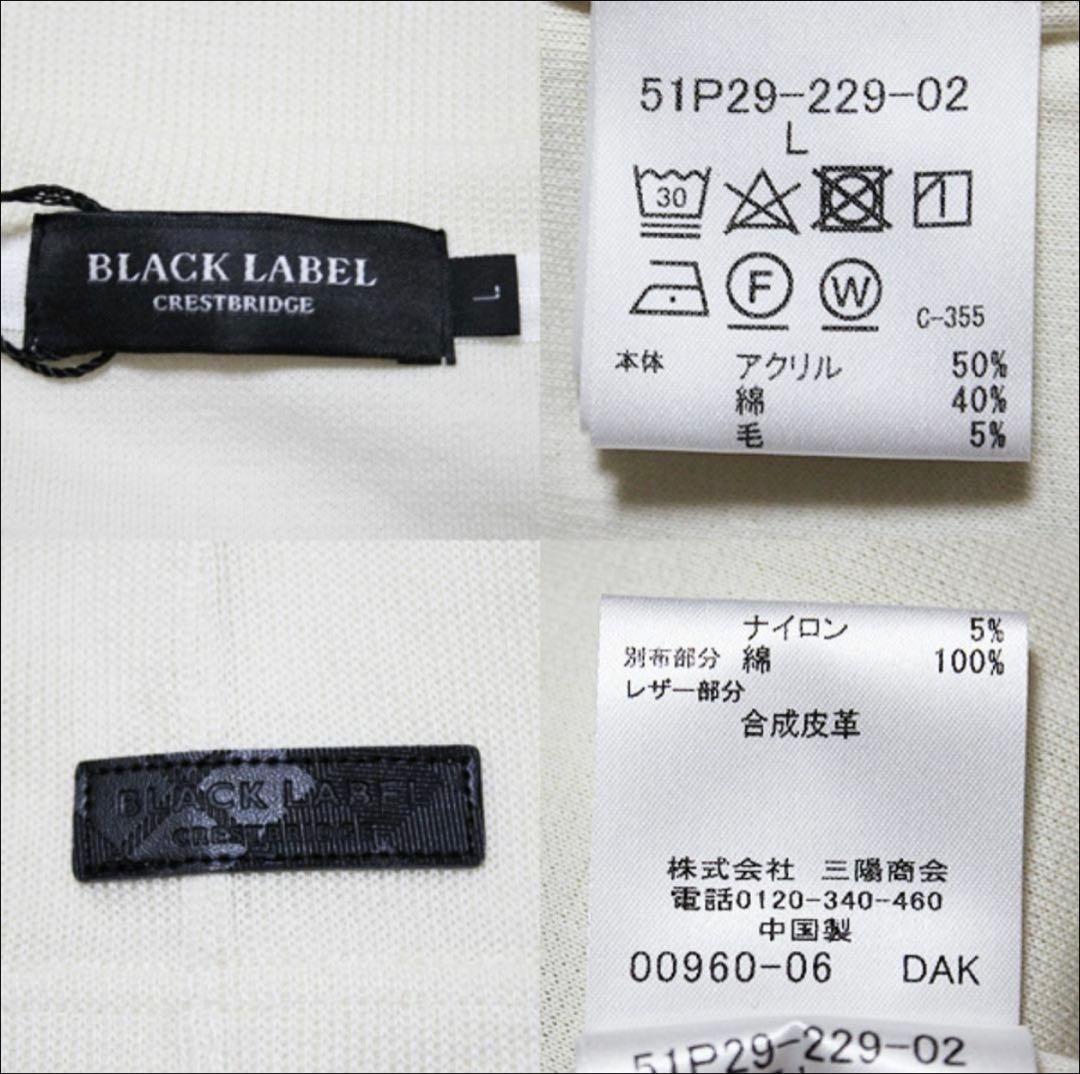 BLACK LABEL
CRESTBRIDGE
L
51P29-229-02
L
30
F W C-355
本体 アクリル 50%
綿 40%
毛 5%
BLACK LABEL
CRESTBRIDGE
ナイロン 5%
別布部分 綿 100%
レザー部分
合成皮革
株式会社 三陽商会
電話0120-340-460
中国製
00960-06 DAK
51P29-229-02